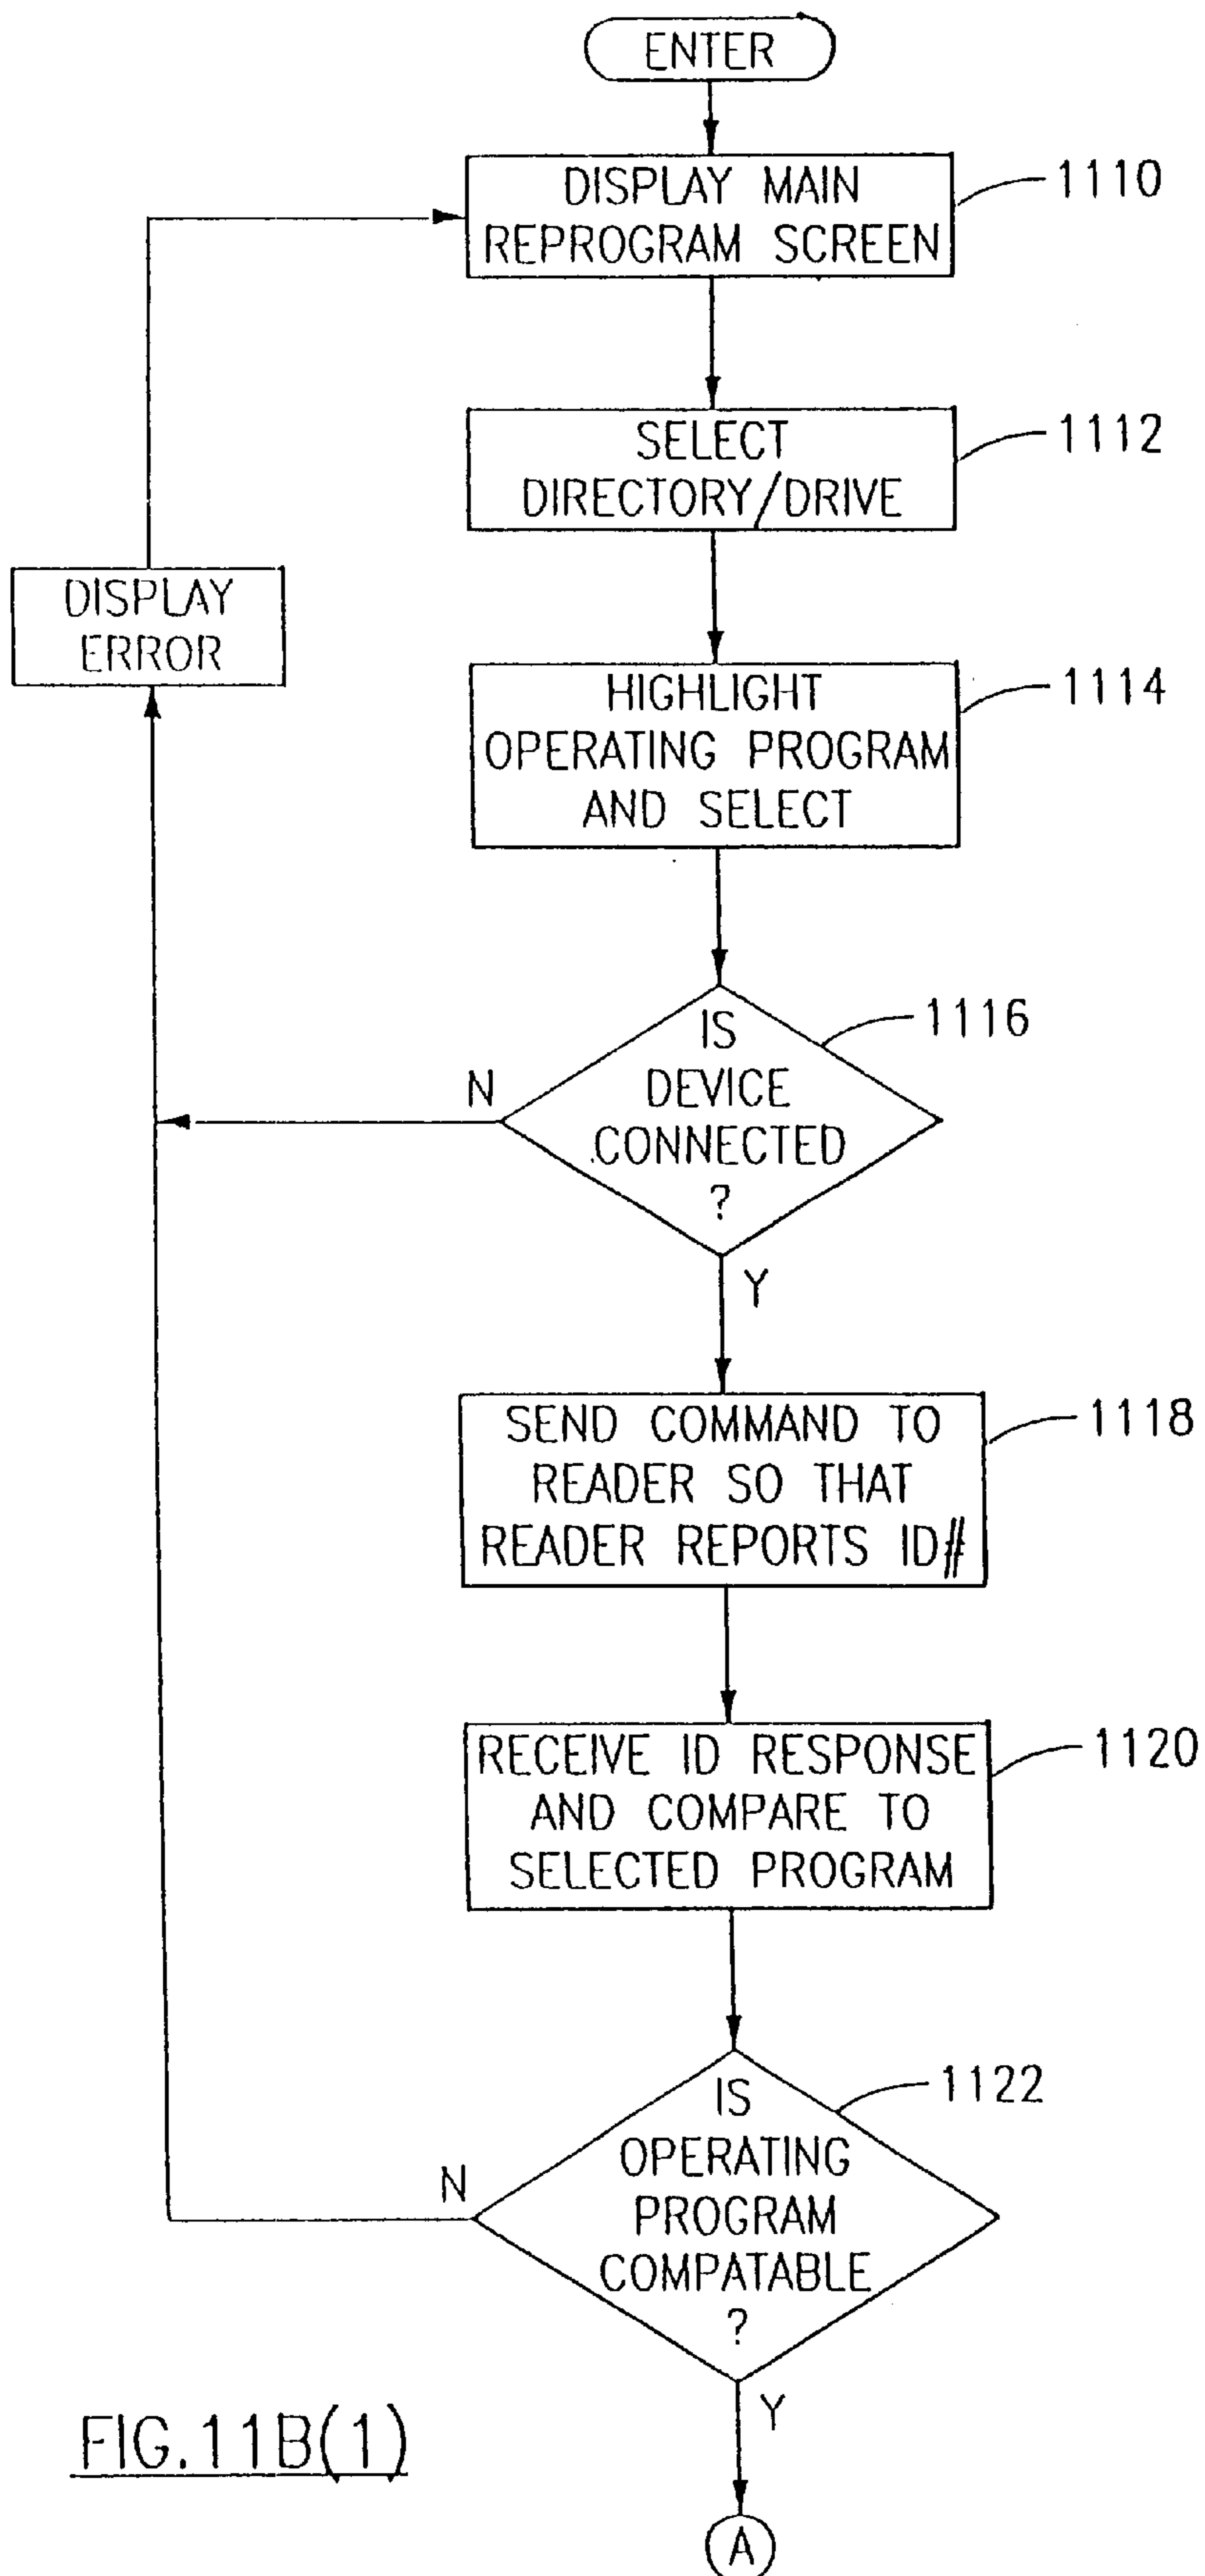 ENTER
DISPLAY MAIN
REPROGRAM SCREEN
1110
SELECT
DIRECTORY/DRIVE
1112
DISPLAY
ERROR
HIGHLIGHT
OPERATING PROGRAM
AND SELECT
1114
IS
DEVICE
CONNECTED
?
1116
N
Y
SEND COMMAND TO
READER SO THAT
READER REPORTS ID#
1118
RECEIVE ID RESPONSE
AND COMPARE TO
SELECTED PROGRAM
1120
IS
OPERATING
PROGRAM
COMPATABLE
?
1122
N
Y
A
FIG.11B(1)